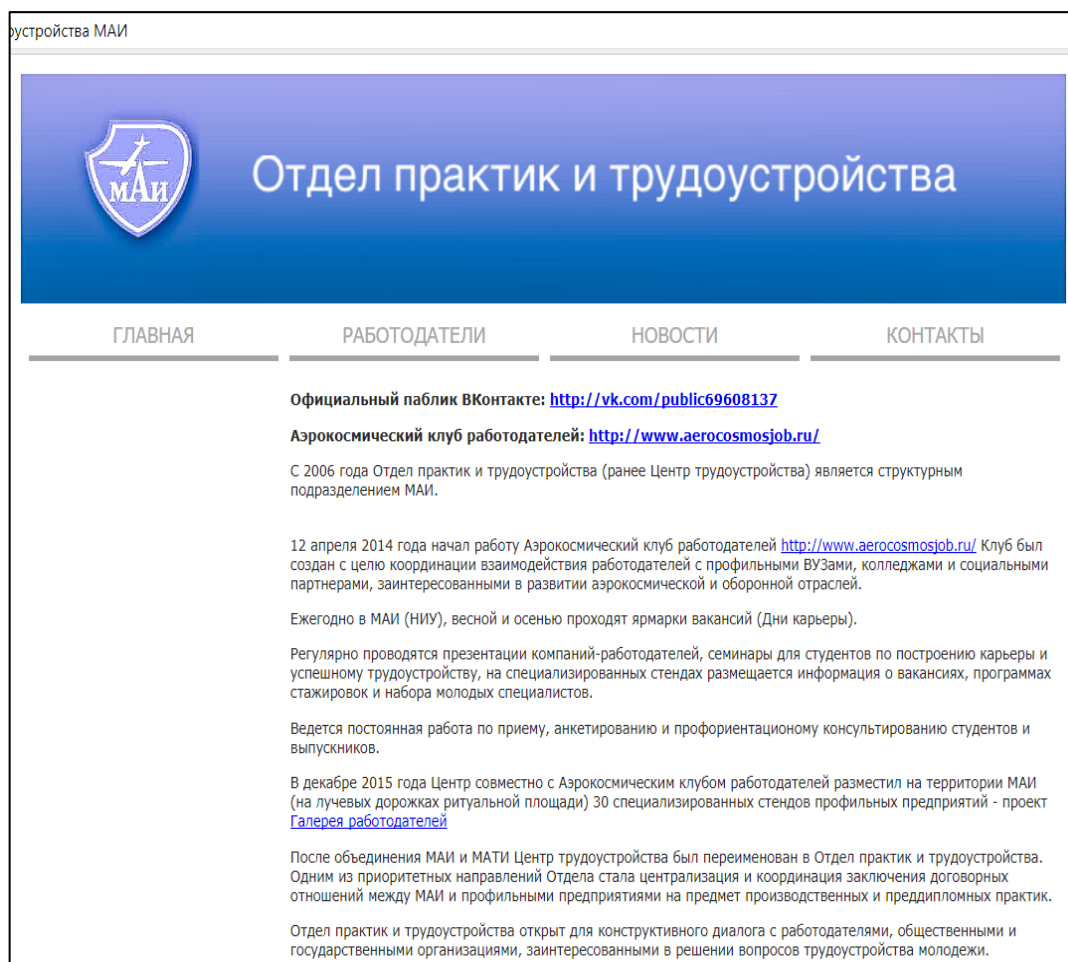 оустройства МАИ
МАИ
Отдел практик и трудоустройства
ГЛАВНАЯ РАБОТОДАТЕЛИ НОВОСТИ КОНТАКТЫ
Официальный паблик ВКонтакте: http://vk.com/public69608137
Аэрокосмический клуб работодателей: http://www.aerocosmosjob.ru/
С 2006 года Отдел практик и трудоустройства (ранее Центр трудоустройства) является структурным
подразделением МАИ.
12 апреля 2014 года начал работу Аэрокосмический клуб работодателей http://www.aerocosmosjob.ru/ Клуб был
создан с целю координации взаимодействия работодателей с профильными ВУЗами, колледжами и социальными
партнерами, заинтересованными в развитии аэрокосмической и оборонной отраслей.
Ежегодно в МАИ (НИУ), весной и осенью проходят ярмарки вакансий (Дни карьеры).
Регулярно проводятся презентации компаний-работодателей, семинары для студентов по построению карьеры и
успешному трудоустройству, на специализированных стендах размещается информация о вакансиях, программах
стажировок и набора молодых специалистов.
Ведется постоянная работа по приему, анкетированию и профориентационому консультированию студентов и
выпускников.
В декабре 2015 года Центр совместно с Аэрокосмическим клубом работодателей разместил на территории МАИ
(на лучевых дорожках ритуальной площади) 30 специализированных стендов профильных предприятий - проект
Галерея работодателей
После объединения МАИ и МАТИ Центр трудоустройства был переименован в Отдел практик и трудоустройства.
Одним из приоритетных направлений Отдела стала централизация и координация заключения договорных
отношений между МАИ и профильными предприятиями на предмет производственных и преддипломных практик.
Отдел практик и трудоустройства открыт для конструктивного диалога с работодателями, общественными и
государственными организациями, заинтересованными в решении вопросов трудоустройства молодежи.